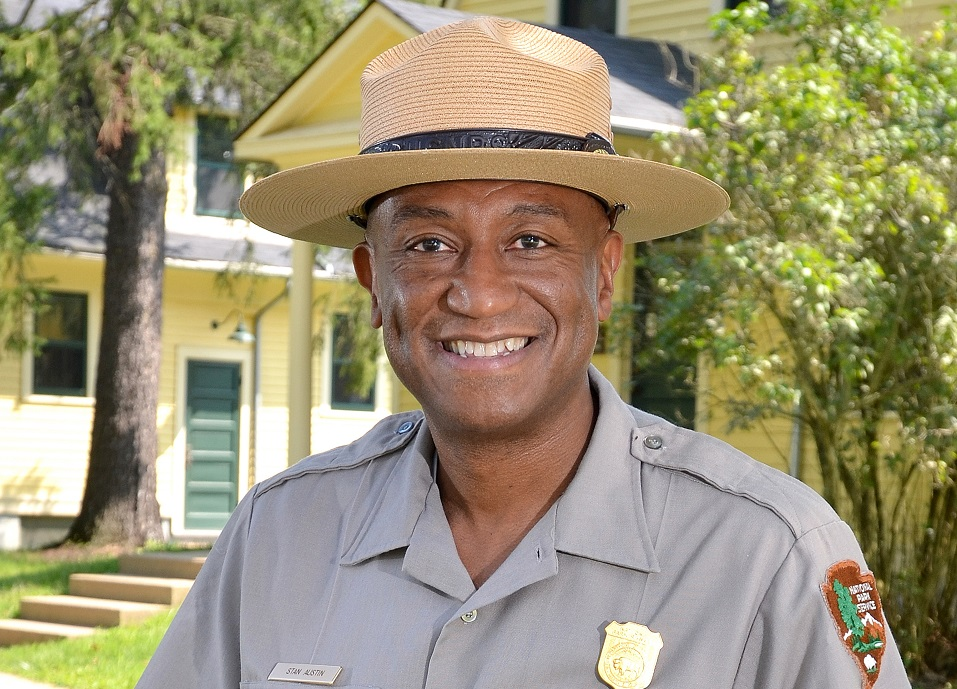 NATIONAL
PARK
SERVICE
STAN AUSTIN